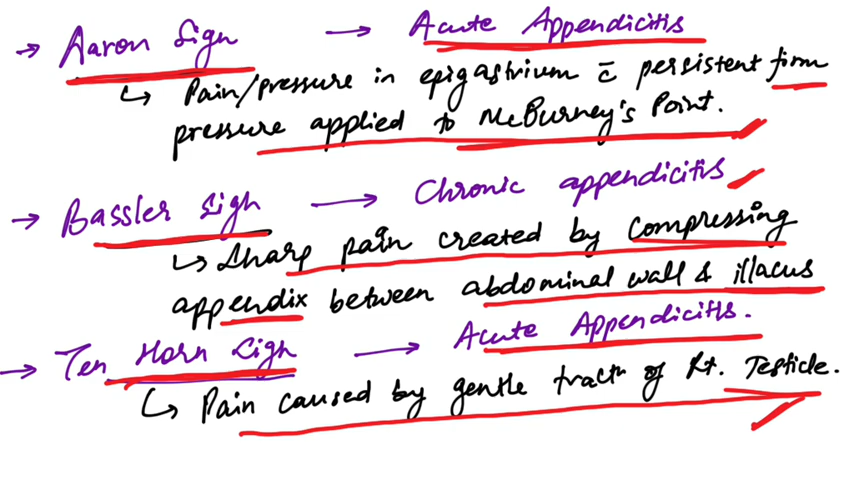 → Aaron Sign → Acute Appendicitis
↳ Pain/pressure in epigastrium c̄ persistent firm
pressure applied to McBurney's Point.
→ Bassler Sign → Chronic appendicitis
↳ Sharp pain created by compressing
appendix between abdominal wall & illacus
→ Ten Horn Sign → Acute Appendicitis.
↳ Pain caused by gentle tractn of Rt. Testicle.